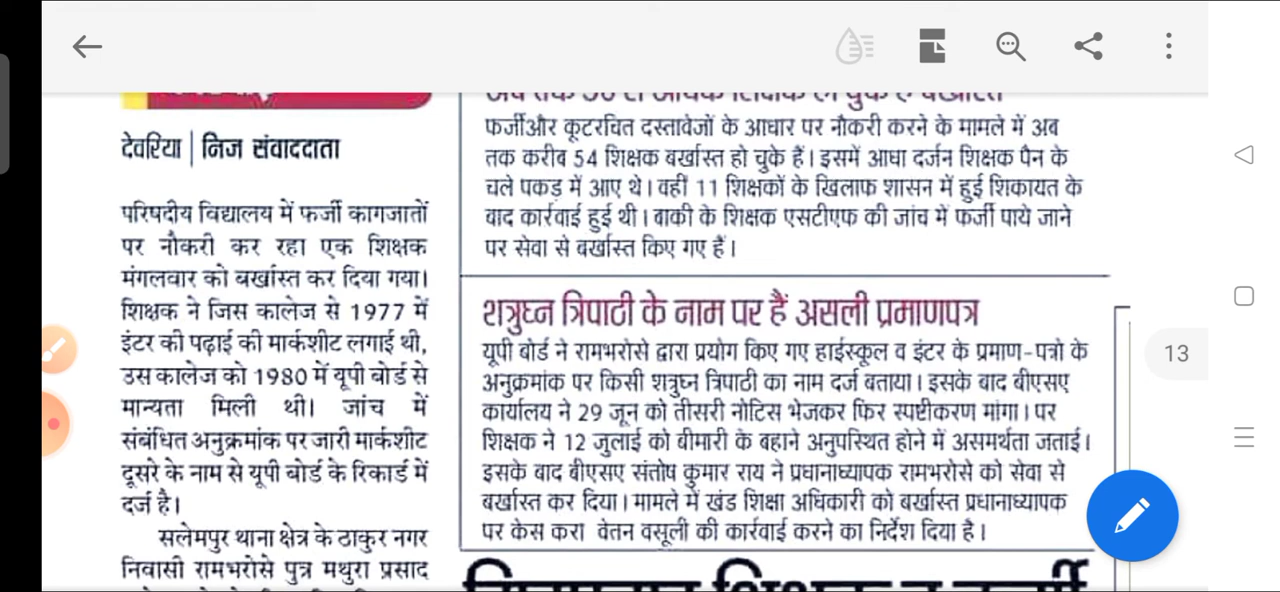 देवरिया | निज संवाददाता
परिषदीय विद्यालय में फर्जी कागजातों
पर नौकरी कर रहा एक शिक्षक
मंगलवार को बर्खास्त कर दिया गया।
शिक्षक ने जिस कालेज से 1977 में
इंटर की पढ़ाई की मार्कशीट लगाई थी,
उस कालेज को 1980 में यूपी बोर्ड से
मान्यता मिली थी। जांच में
संबंधित अनुक्रमांक पर जारी मार्कशीट
दूसरे के नाम से यूपी बोर्ड के रिकार्ड में
दर्ज है।
सलेमपुर थाना क्षेत्र के ठाकुर नगर
निवासी रामभरोसे पुत्र मथुरा प्रसाद
फर्जीऔर कूटरचित दस्तावेजों के आधार पर नौकरी करने के मामले में अब
तक करीब 54 शिक्षक बर्खास्त हो चुके हैं। इसमें आधा दर्जन शिक्षक पैन के
चले पकड़ में आए थे। वहीं 11 शिक्षकों के खिलाफ शासन में हुई शिकायत के
बाद कार्रवाई हुई थी। बाकी के शिक्षक एसटीएफ की जांच में फर्जी पाये जाने
पर सेवा से बर्खास्त किए गए हैं।
शत्रुघ्न त्रिपाठी के नाम पर हैं असली प्रमाणपत्र
यूपी बोर्ड ने रामभरोसे द्वारा प्रयोग किए गए हाईस्कूल व इंटर के प्रमाण-पत्रो के
अनुक्रमांक पर किसी शत्रुघ्न त्रिपाठी का नाम दर्ज बताया। इसके बाद बीएसए
कार्यालय ने 29 जून को तीसरी नोटिस भेजकर फिर स्पष्टीकरण मांगा। पर
शिक्षक ने 12 जुलाई को बीमारी के बहाने अनुपस्थित होने में असमर्थता जताई।
इसके बाद बीएसए संतोष कुमार राय ने प्रधानाध्यापक रामभरोसे को सेवा से
बर्खास्त कर दिया। मामले में खंड शिक्षा अधिकारी को बर्खास्त प्रधानाध्यापक
पर केस करा वेतन वसूली की कार्रवाई करने का निर्देश दिया है।
13